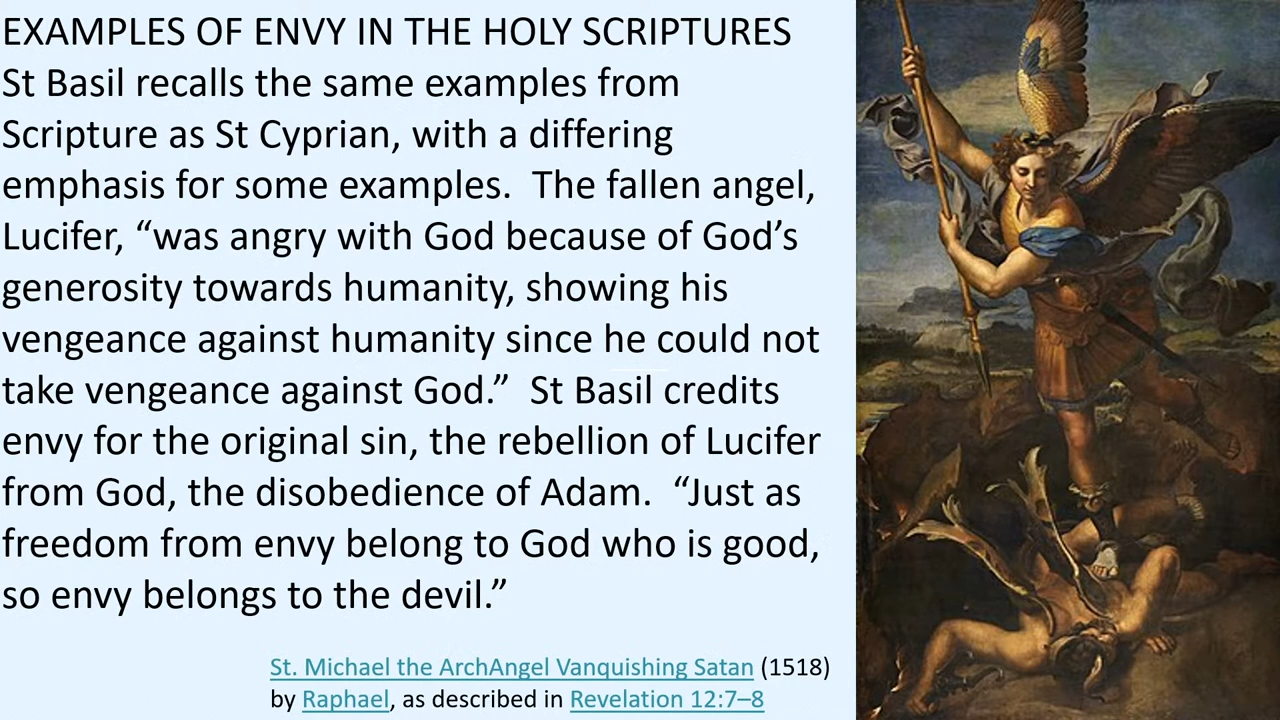 EXAMPLES OF ENVY IN THE HOLY SCRIPTURES
St Basil recalls the same examples from
Scripture as St Cyprian, with a differing
emphasis for some examples.  The fallen angel,
Lucifer, “was angry with God because of God’s
generosity towards humanity, showing his
vengeance against humanity since he could not
take vengeance against God.”  St Basil credits
envy for the original sin, the rebellion of Lucifer
from God, the disobedience of Adam.  “Just as
freedom from envy belong to God who is good,
so envy belongs to the devil.”
St. Michael the ArchAngel Vanquishing Satan (1518)
by Raphael, as described in Revelation 12:7–8